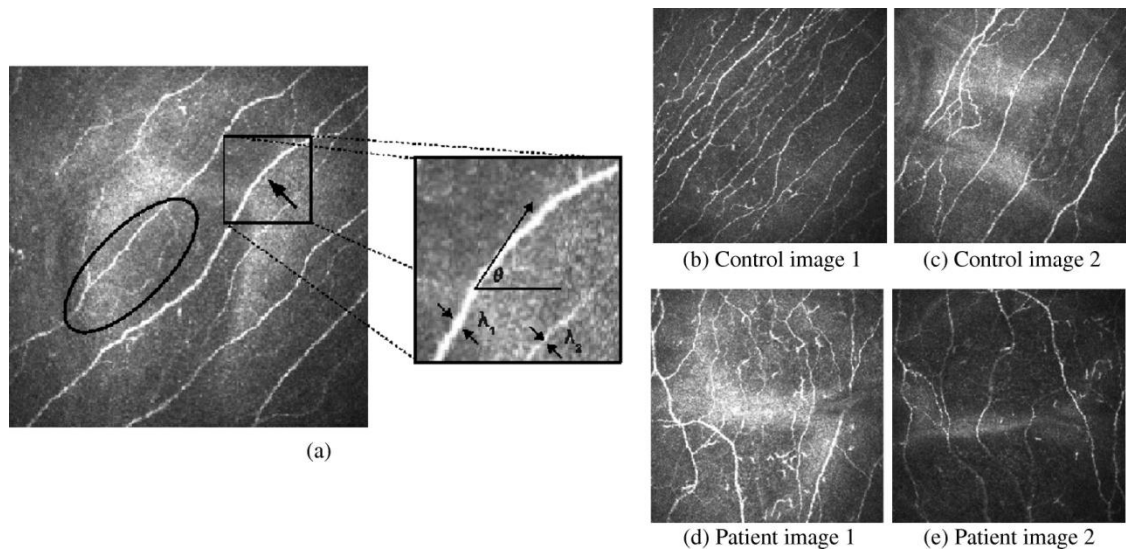 θ
λ₁
λ₂
(a)
(b) Control image 1
(c) Control image 2
(d) Patient image 1
(e) Patient image 2